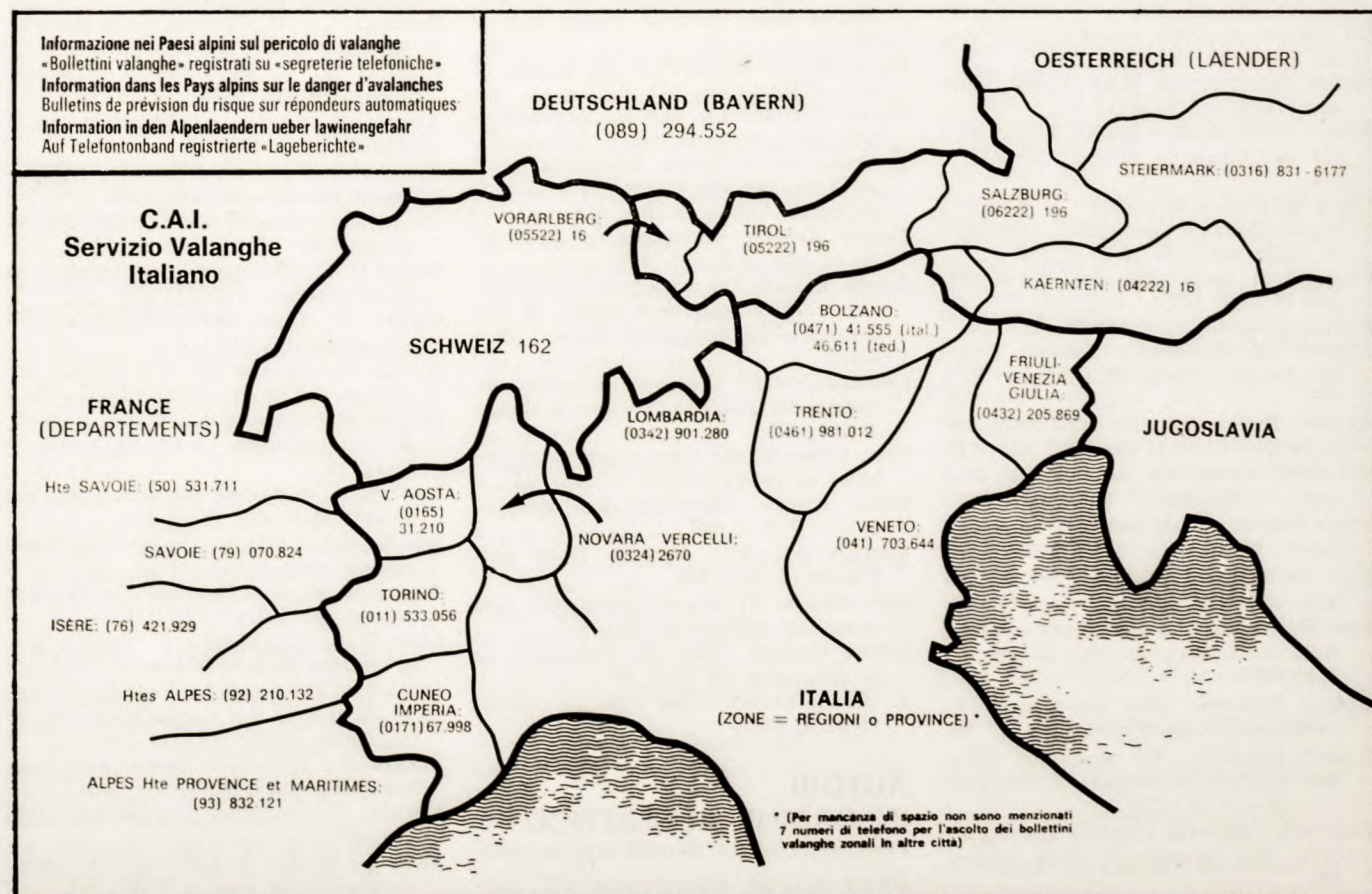 Informazione nei Paesi alpini sul pericolo di valanghe
«Bollettini valanghe» registrati su «segreterie telefoniche»
Information dans les Pays alpins sur le danger d'avalanches
Bulletins de prévision du risque sur répondeurs automatiques
Information in den Alpenlaendern ueber lawinengefahr
Auf Telefontonband registrierte «Lageberichte»
C.A.I.
Servizio Valanghe
Italiano
DEUTSCHLAND (BAYERN)
(089) 294.552
OESTERREICH (LAENDER)
STEIERMARK: (0316) 831-6177
SALZBURG:
(06222) 196
VORARLBERG:
(05522) 16
TIROL:
(05222) 196
KAERNTEN: (04222) 16
BOLZANO:
(0471) 41.555 (ital.)
46.611 (ted.)
SCHWEIZ 162
FRIULI-
VENEZIA
GIULIA:
(0432) 205.869
FRANCE
(DEPARTEMENTS)
LOMBARDIA:
(0342) 901.280
TRENTO:
(0461) 981.012
JUGOSLAVIA
Hte SAVOIE: (50) 531.711
V. AOSTA:
(0165)
31.210
SAVOIE: (79) 070.824
NOVARA VERCELLI:
(0324) 2670
VENETO:
(041) 703.644
TORINO:
(011) 533.056
ISÈRE: (76) 421.929
Htes ALPES: (92) 210.132
CUNEO
IMPERIA:
(0171) 67.998
ITALIA
(ZONE = REGIONI o PROVINCE) *
ALPES Hte PROVENCE et MARITIMES:
(93) 832.121
* (Per mancanza di spazio non sono menzionati
7 numeri di telefono per l'ascolto dei bollettini
valanghe zonali in altre città)